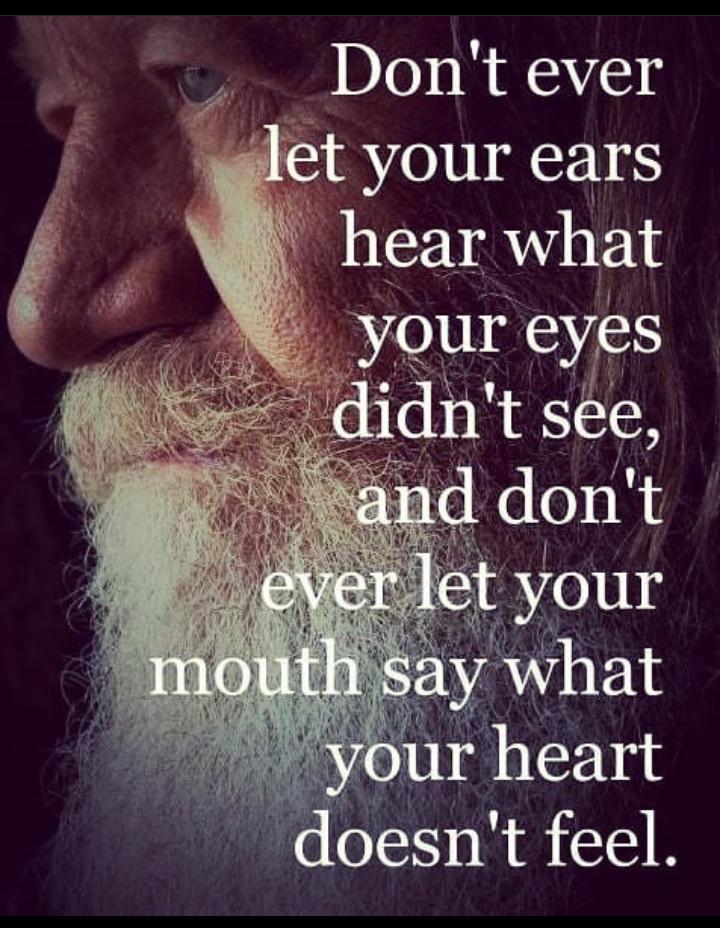 Don't ever
let your ears
hear what
your eyes
didn't see,
and don't
ever let your
mouth say what
your heart
doesn't feel.